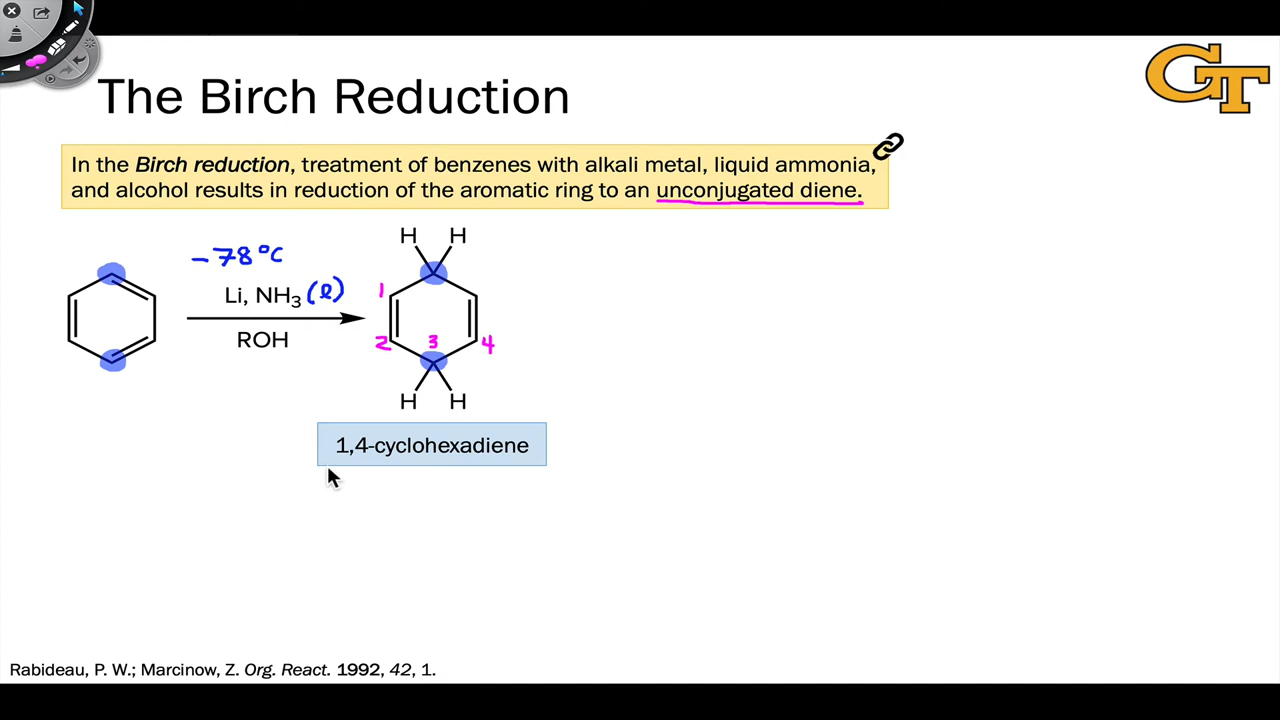 The Birch Reduction
GT
In the Birch reduction, treatment of benzenes with alkali metal, liquid ammonia,
and alcohol results in reduction of the aromatic ring to an unconjugated diene.
H H
-78°C
Li, NH₃(l)
ROH
1
2 3 4
H H
1,4-cyclohexadiene
Rabideau, P. W.; Marcinow, Z. Org. React. 1992, 42, 1.